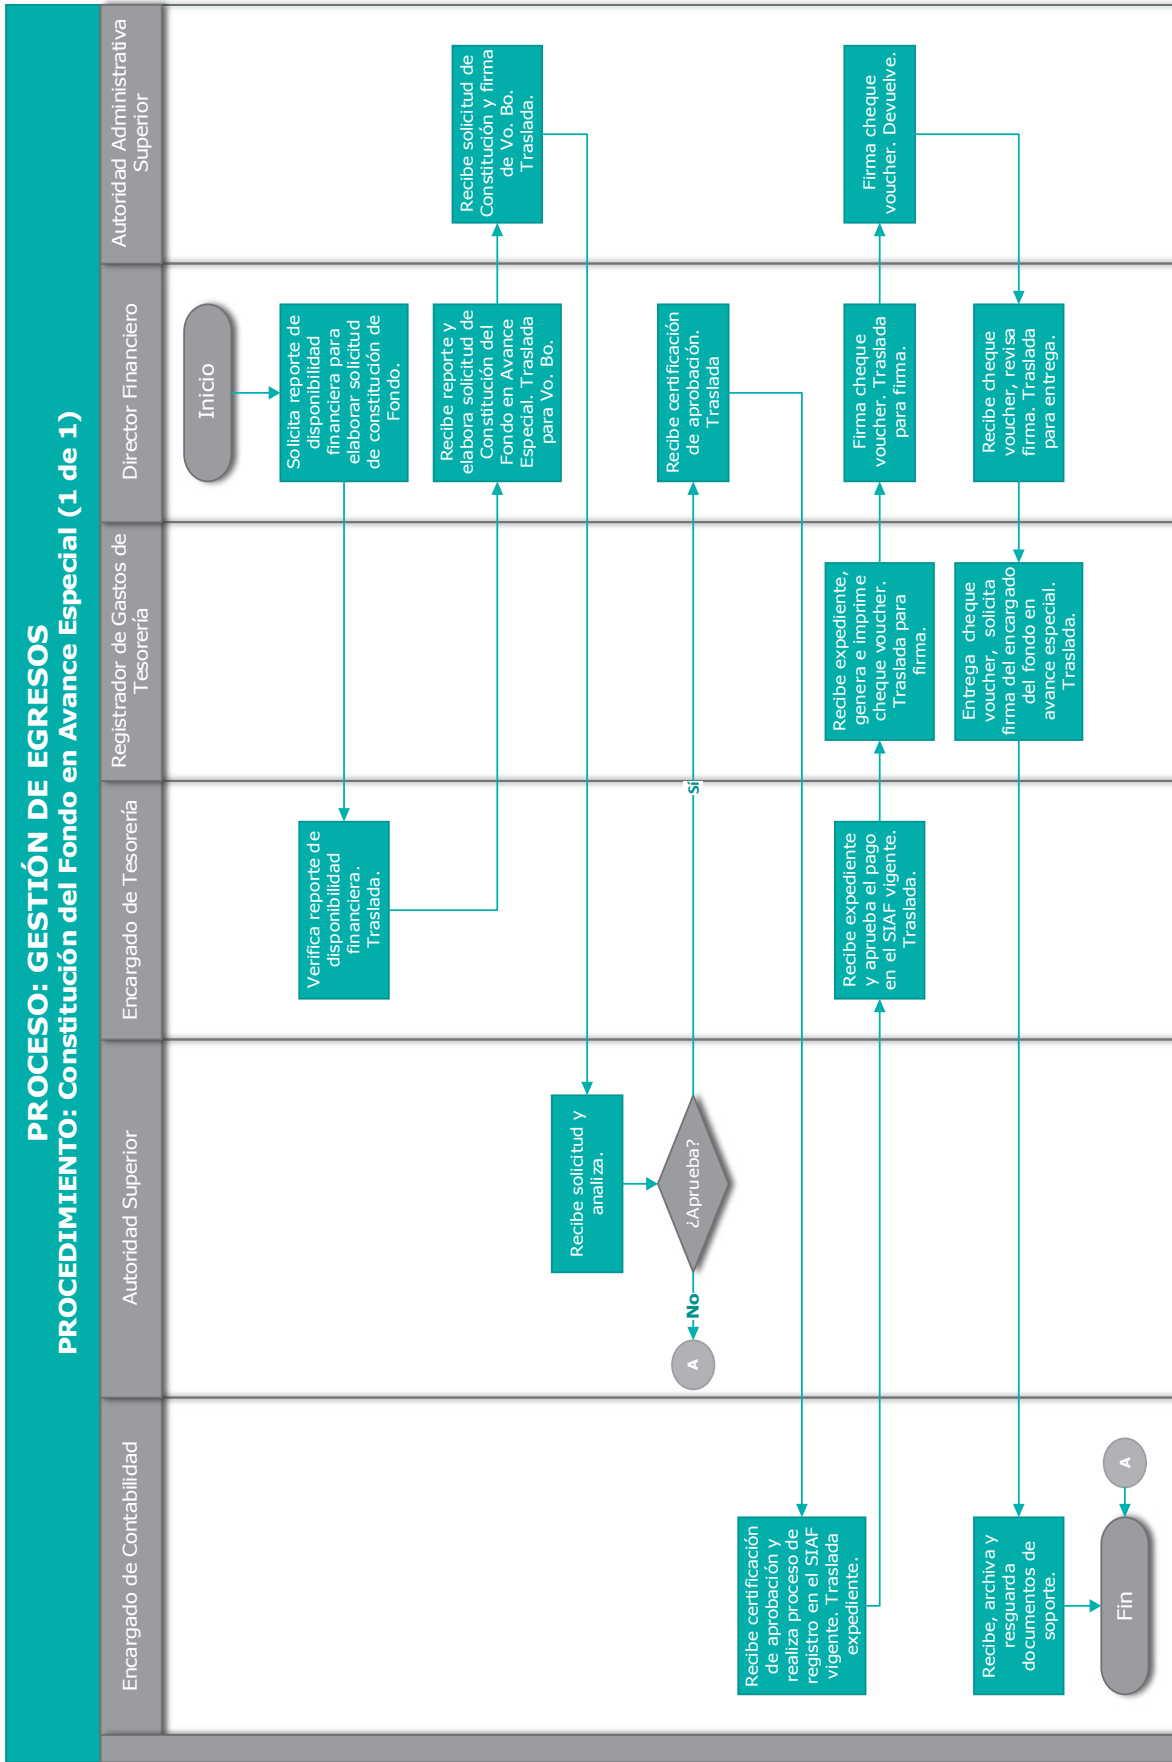 PROCESO: GESTIÓN DE EGRESOS
PROCEDIMIENTO: Constitución del Fondo en Avance Especial (1 de 1)
Encargado de Contabilidad
Autoridad Superior
Encargado de Tesorería
Registrador de Gastos de
Tesorería
Director Financiero
Autoridad Administrativa
Superior
Inicio
Solicita reporte de
disponibilidad
financiera para
elaborar solicitud
de constitución de
Fondo.
Verifica reporte de
disponibilidad
financiera.
Traslada.
Recibe reporte y
elabora solicitud de
Constitución del
Fondo en Avance
Especial. Traslada
para Vo. Bo.
Recibe solicitud de
Constitución y firma
de Vo. Bo.
Traslada.
Recibe solicitud y
analiza.
¿Aprueba?
No
A
Sí
Recibe certificación
de aprobación.
Traslada
Recibe certificación
de aprobación y
realiza proceso de
registro en el SIAF
vigente. Traslada
expediente.
Recibe expediente
y aprueba el pago
en el SIAF vigente.
Traslada.
Recibe expediente,
genera e imprime
cheque voucher.
Traslada para
firma.
Firma cheque
voucher. Traslada
para firma.
Firma cheque
voucher. Devuelve.
Recibe cheque
voucher, revisa
firma. Traslada
para entrega.
Entrega cheque
voucher, solicita
firma del encargado
del fondo en
avance especial.
Traslada.
Recibe, archiva y
resguarda
documentos de
soporte.
Fin
A